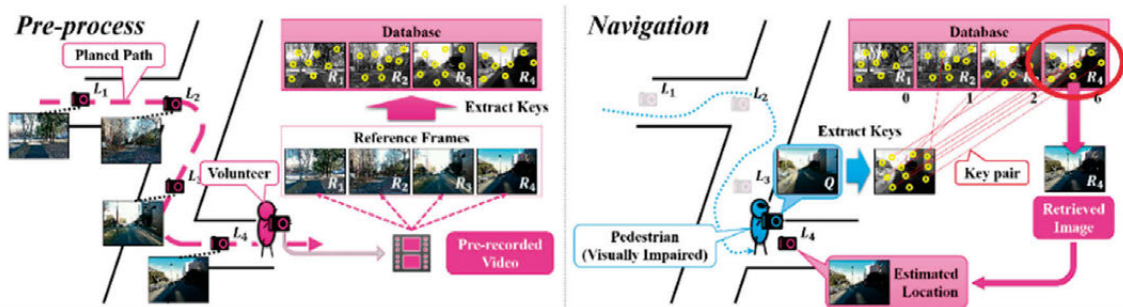 Pre-process
Planed Path
L1
L2
L3
L4
Volunteer
Database
R1
R2
R3
R4
Extract Keys
Reference Frames
R1
R2
R3
R4
Pre-recorded
Video
Navigation
L1
L2
L3
L4
Pedestrian
(Visually Impaired)
Q
Extract Keys
Database
R1
R2
R4
0
1
2
6
Key pair
R4
Retrieved
Image
Estimated
Location